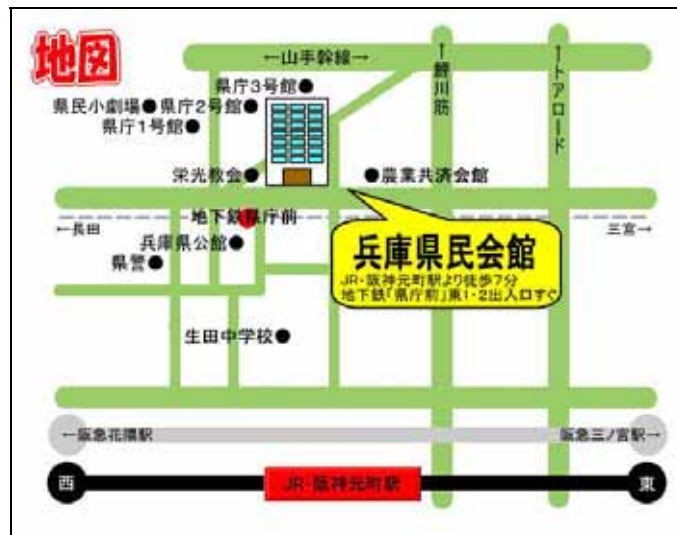 地図
←山手幹線→
↑鯉川筋
↑トアロード
県庁3号館●
県民小劇場●県庁2号館●
県庁1号館●
栄光教会●
●農業共済会館
地下鉄県庁前
←長田
三宮→
兵庫県公館●
県警●
兵庫県民会館
JR・阪神元町駅より徒歩7分
地下鉄「県庁前」東1・2出入口すぐ
生田中学校●
←阪急花隈駅
阪急三ノ宮駅→
西
JR・阪神元町駅
東